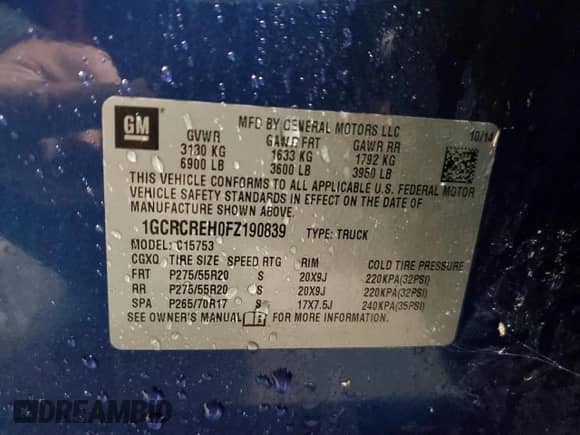 GM
MFD BY GENERAL MOTORS LLC
10/14
GVWR GAWR FRT GAWR RR
3130 KG 1633 KG 1792 KG
6900 LB 3600 LB 3950 LB
THIS VEHICLE CONFORMS TO ALL APPLICABLE U.S. FEDERAL MOTOR
VEHICLE SAFETY STANDARDS IN EFFECT ON THE DATE OF
MANUFACTURE SHOWN ABOVE.
1GCRCREH0FZ190839 TYPE: TRUCK
MODEL: C15753
CGXQ TIRE SIZE SPEED RTG RIM COLD TIRE PRESSURE
FRT P275/55R20 S 20X9J 220KPA(32PSI)
RR P275/55R20 S 20X9J 220KPA(32PSI)
SPA P265/70R17 S 17X7.5J 240KPA(35PSI)
SEE OWNER'S MANUAL FOR MORE INFORMATION.
DREAMBID